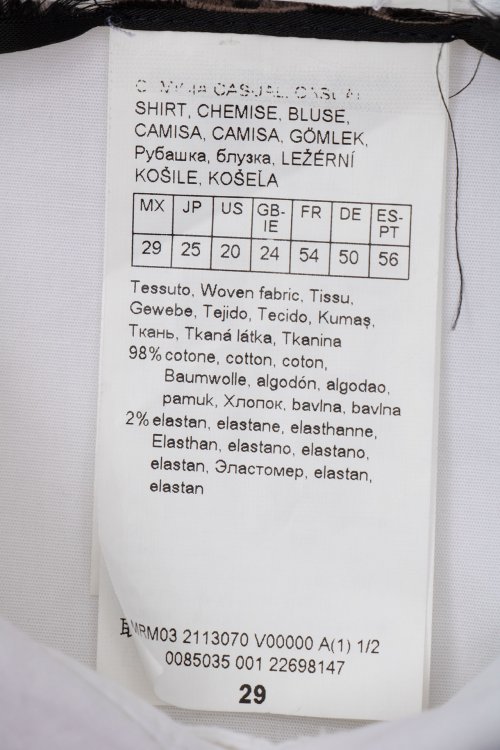 CASUAL,
SHIRT, CHEMISE, BLUSE,
CAMISA, CAMISA, GÖMLEK,
Рубашка, блузка, LEŽÉRNÍ
KOŠILE, KOŠEĽA
MX JP US GB-IE FR DE ES-PT
29 25 20 24 54 50 56
Tessuto, Woven fabric, Tissu,
Gewebe, Tejido, Tecido, Kumaş,
Ткань, Tkaná látka, Tkanina
98% cotone, cotton, coton,
Baumwolle, algodón, algodao,
pamuk, Хлопок, bavlna, bavlna
2% elastan, elastane, elasthanne,
Elasthan, elastano, elastano,
elastan, Эластомер, elastan,
elastan
MRM03 2113070 V00000 A(1) 1/2
0085035 001 22698147
29